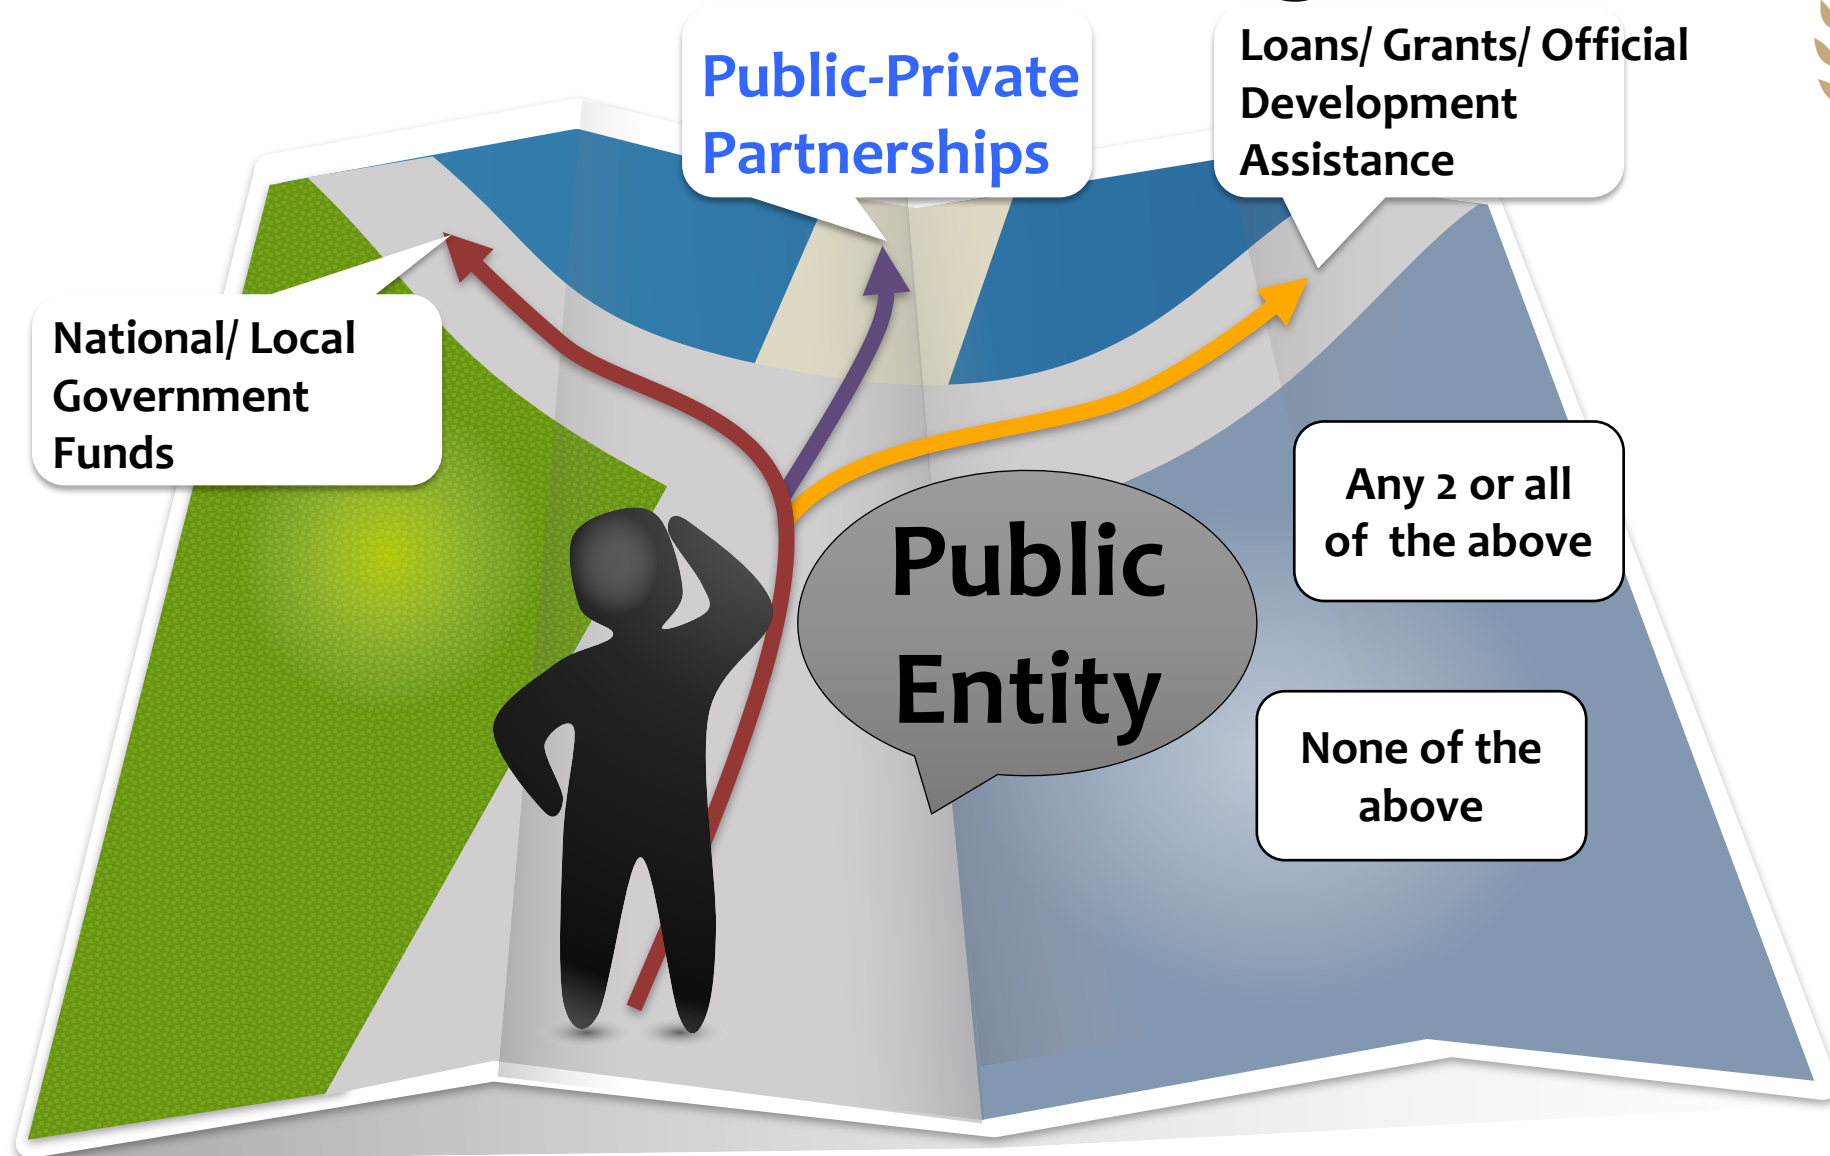 Public-Private
Partnerships
Loans/ Grants/ Official
Development
Assistance
National/ Local
Government
Funds
Any 2 or all
of the above
Public
Entity
None of the
above